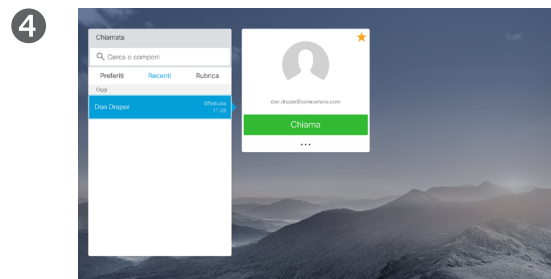 4
Chiamata
Cerca o componi
Preferiti Recenti Rubrica
Oggi
Don Draper
Effettuata
11:28
don.draper@somewhere.com
Chiama